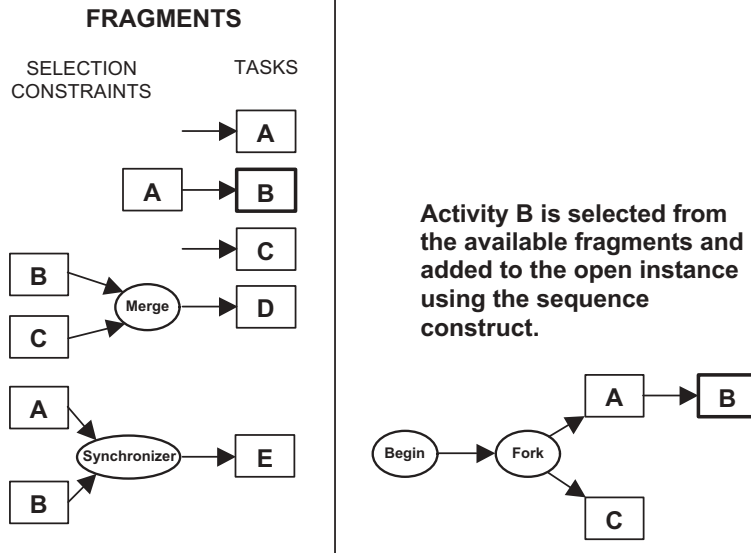 FRAGMENTS
SELECTION
CONSTRAINTS
TASKS
A
A
B
C
B
C
Merge
D
A
B
Synchronizer
E
Activity B is selected from
the available fragments and
added to the open instance
using the sequence
construct.
Begin
Fork
A
B
C